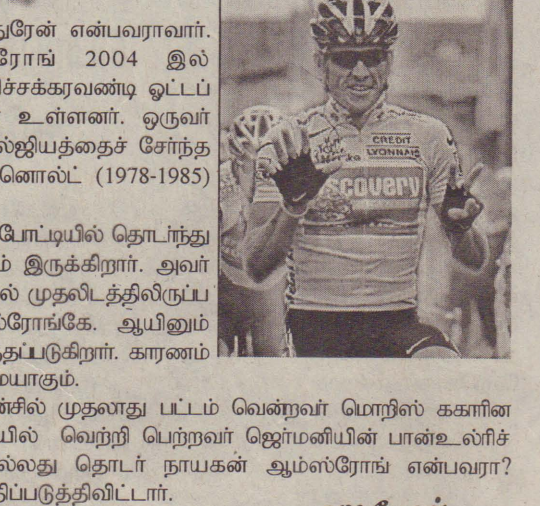 துரேன் என்பவராவார்.
ரோங் 2004 இல்
ச்சக்கரவண்டி ஓட்டப்
உள்ளனர். ஒருவர்
ல்ஜியத்தைச் சேர்ந்த
னொல்ட் (1978-1985)
போட்டியில் தொடர்ந்து
ம் இருக்கிறார். அவர்
ல் முதலிடத்திலிருப்ப
ஸ்ரோங்கே. ஆயினும்
தப்படுகிறார். காரணம்
மயாகும்.
CREDIT
LYONNAIS
scovery
ன்சில் முதலாது பட்டம் வென்றவர் மொறிஸ் ககாரின
யில் வெற்றி பெற்றவர் ஜெர்மனியின் பான்உல்ரிச்
ல்லது தொடர் நாயகன் ஆம்ஸ்ரோங் என்பவரா?
திப்படுத்திவிட்டார்.